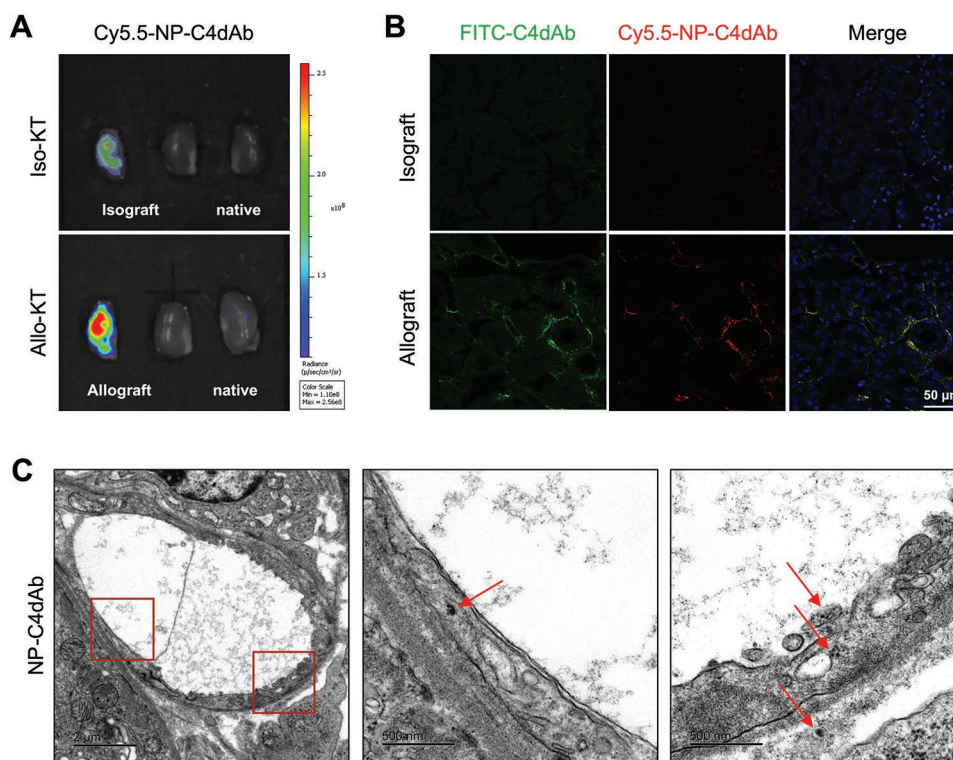 A
Cy5.5-NP-C4dAb
Iso-KT
Isograft native
Allo-KT
Allograft native
2.5
2.0
×10⁸
1.5
Radiance
(p/sec/cm²/sr)
Color Scale
Min = 1.10e8
Max = 2.56e8
B
FITC-C4dAb Cy5.5-NP-C4dAb Merge
Isograft
Allograft
50 µm
C
NP-C4dAb
2 µm
500 nm
500 nm